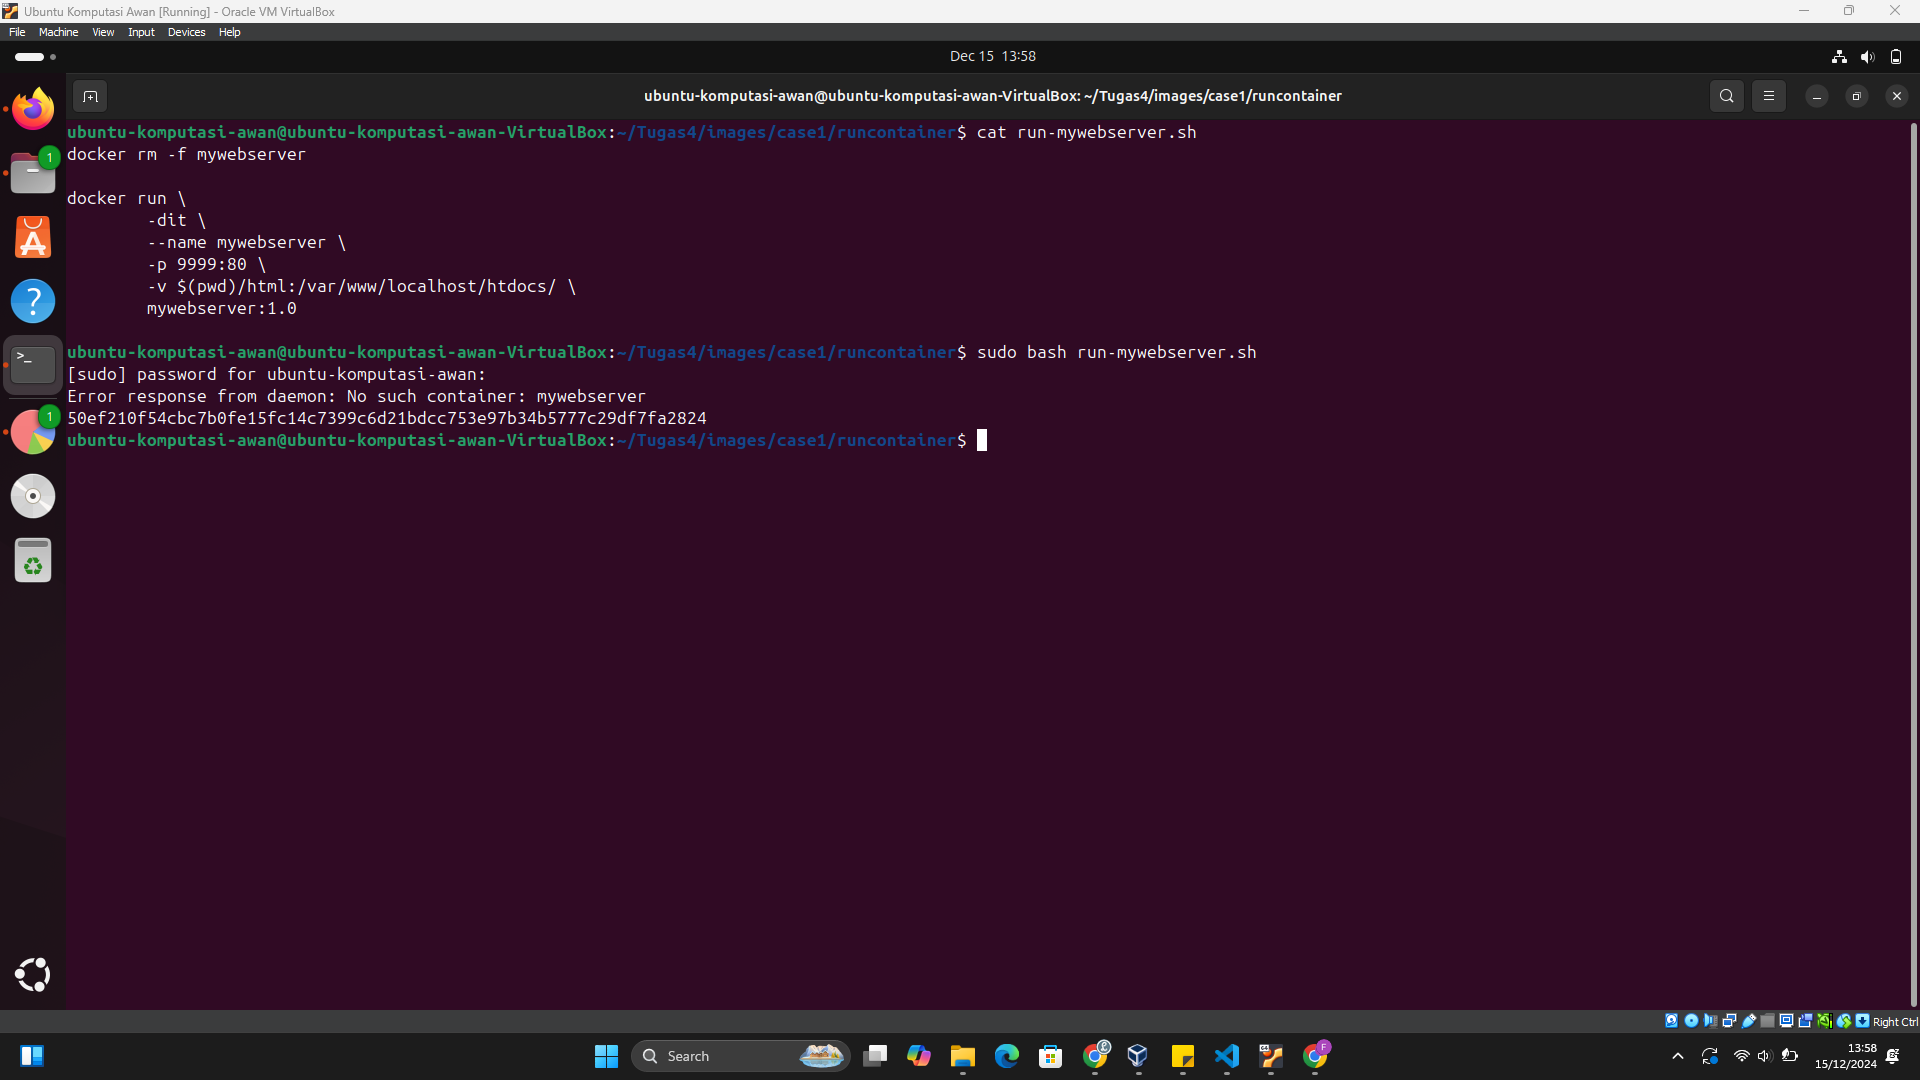 Ubuntu Komputasi Awan [Running] - Oracle VM VirtualBox
File Machine View Input Devices Help
Dec 15 13:58
ubuntu-komputasi-awan@ubuntu-komputasi-awan-VirtualBox: ~/Tugas4/images/case1/runcontainer
ubuntu-komputasi-awan@ubuntu-komputasi-awan-VirtualBox:~/Tugas4/images/case1/runcontainer$ cat run-mywebserver.sh
docker rm -f mywebserver
docker run \
-dit \
--name mywebserver \
-p 9999:80 \
-v $(pwd)/html:/var/www/localhost/htdocs/ \
mywebserver:1.0
ubuntu-komputasi-awan@ubuntu-komputasi-awan-VirtualBox:~/Tugas4/images/case1/runcontainer$ sudo bash run-mywebserver.sh
[sudo] password for ubuntu-komputasi-awan:
Error response from daemon: No such container: mywebserver
50ef210f54cbc7b0fe15fc14c7399c6d21bdcc753e97b34b5777c29df7fa2824
ubuntu-komputasi-awan@ubuntu-komputasi-awan-VirtualBox:~/Tugas4/images/case1/runcontainer$
1
1
Right Ctrl
Search
F
13:58
15/12/2024